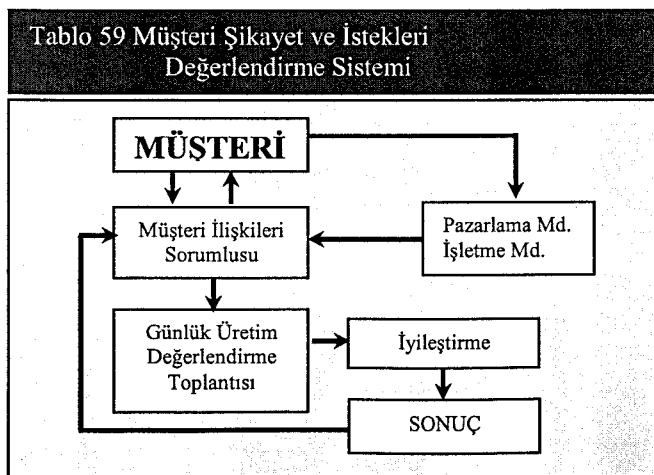 Tablo 59 Müşteri Şikayet ve İstekleri
Değerlendirme Sistemi
MÜŞTERİ
Müşteri İlişkileri
Sorumlusu
Pazarlama Md.
İşletme Md.
Günlük Üretim
Değerlendirme
Toplantısı
İyileştirme
SONUÇ